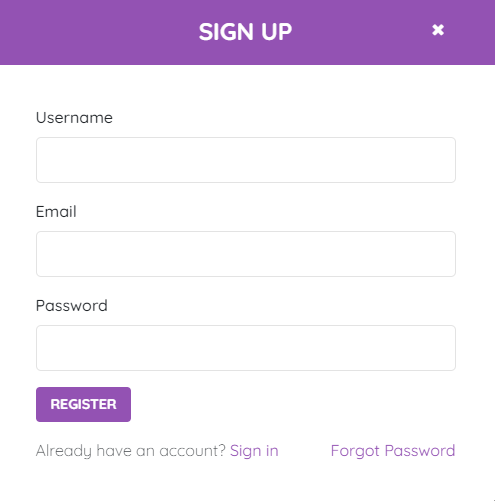 SIGN UP ✖
Username
Email
Password
REGISTER
Already have an account? Sign in Forgot Password